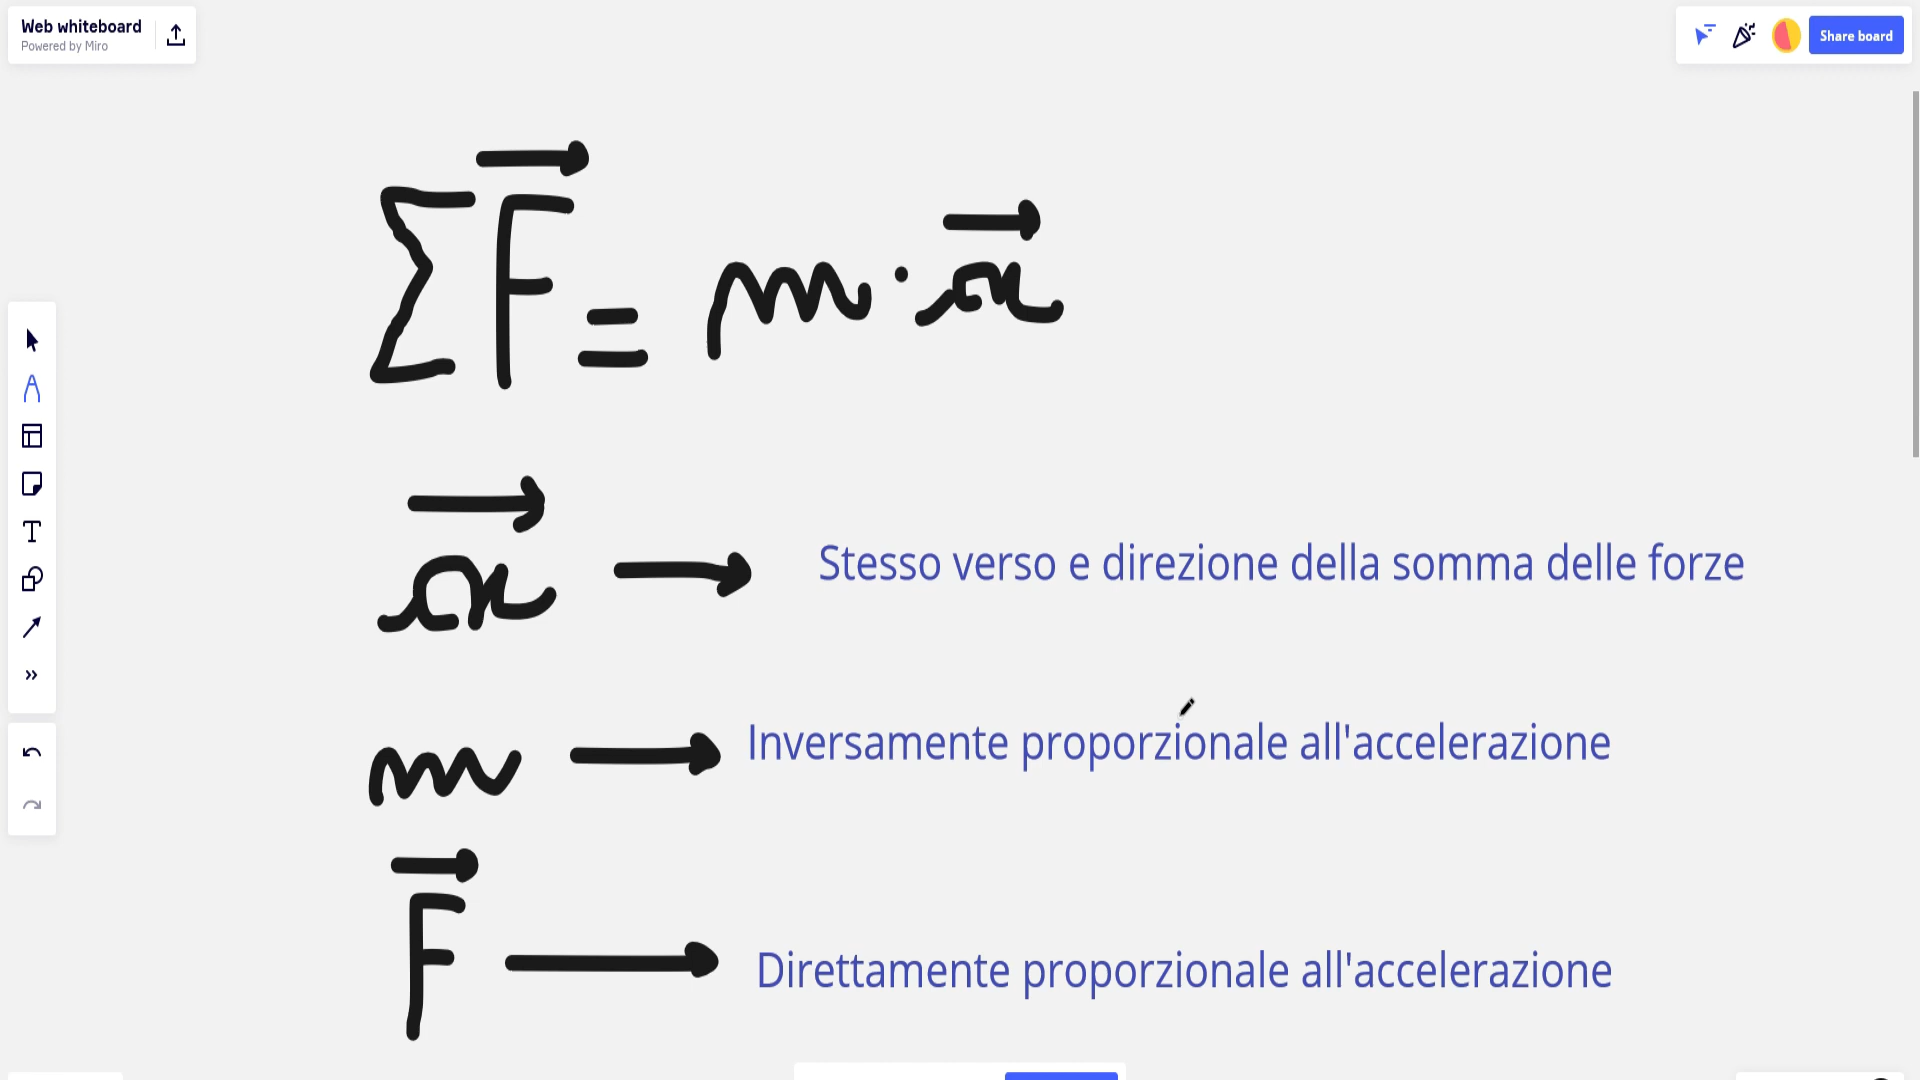 Web whiteboard
Powered by Miro
Share board
∑F⃗ = m · a⃗
a⃗ → Stesso verso e direzione della somma delle forze
m → Inversamente proporzionale all'accelerazione
F⃗ → Direttamente proporzionale all'accelerazione